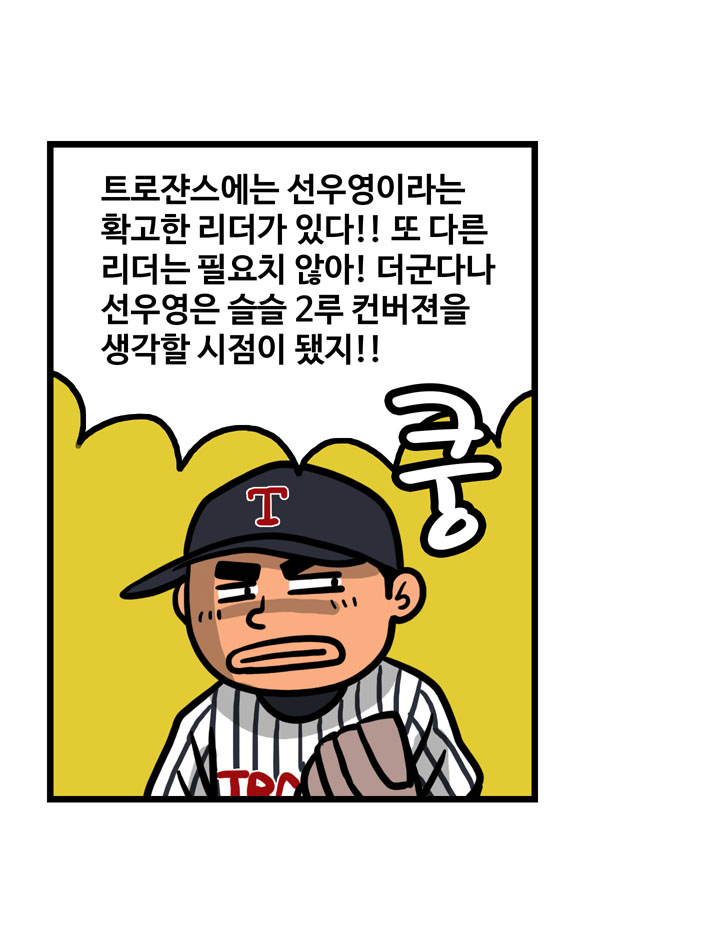 트로쟌스에는 선우영이라는
확고한 리더가 있다!! 또 다른
리더는 필요치 않아! 더군다나
선우영은 슬슬 2루 컨버젼을
생각할 시점이 됐지!!
쿵
T